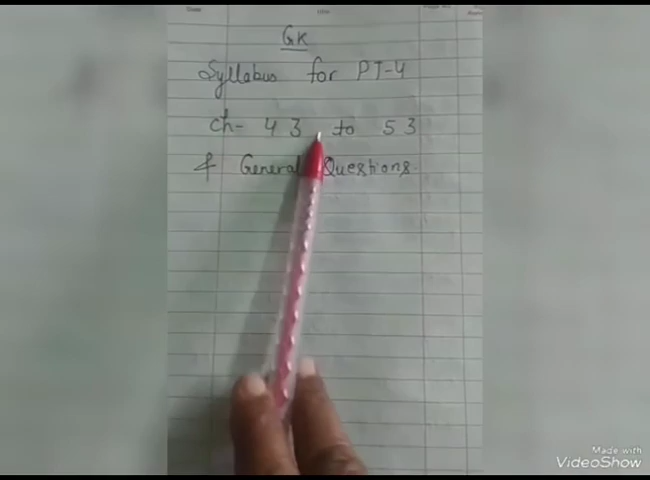 GK
Syllabus for PT-4
Ch- 43 to 53
& General Questions.
Made with
VideoShow